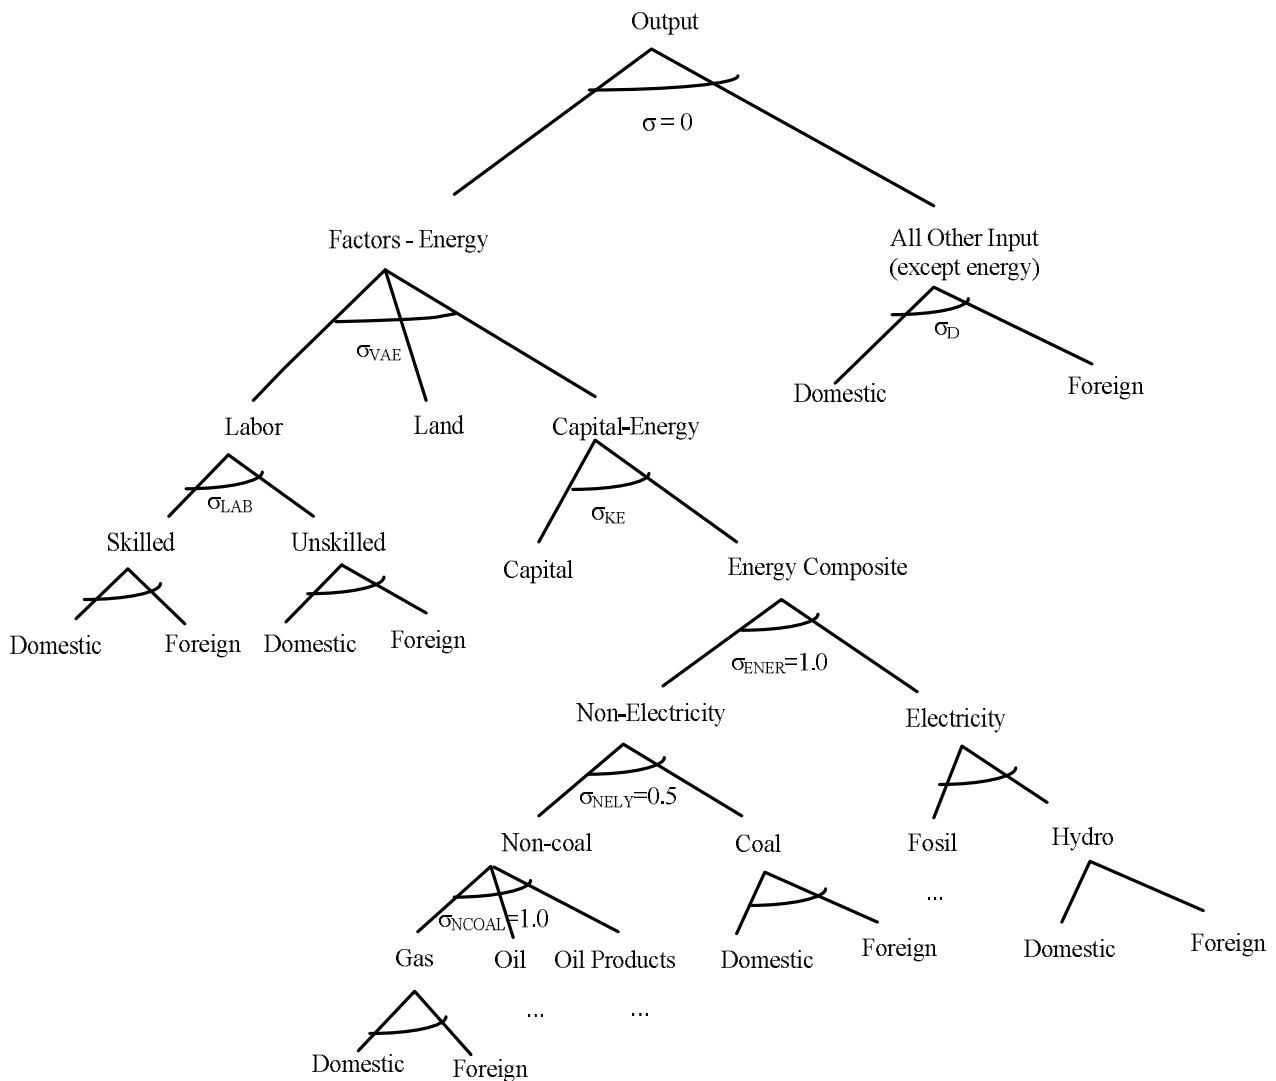 Output
σ = 0
Factors - Energy
All Other Input
(except energy)
σVAE
σD
Domestic
Foreign
Labor
Land
Capital-Energy
σLAB
σKE
Skilled
Unskilled
Capital
Energy Composite
Domestic
Foreign
Domestic
Foreign
σENER=1.0
Non-Electricity
Electricity
σNELY=0.5
Non-coal
Coal
Fosil
Hydro
...
σNCOAL=1.0
Gas
Oil
Oil Products
Domestic
Foreign
Domestic
Foreign
...
...
Domestic
Foreign